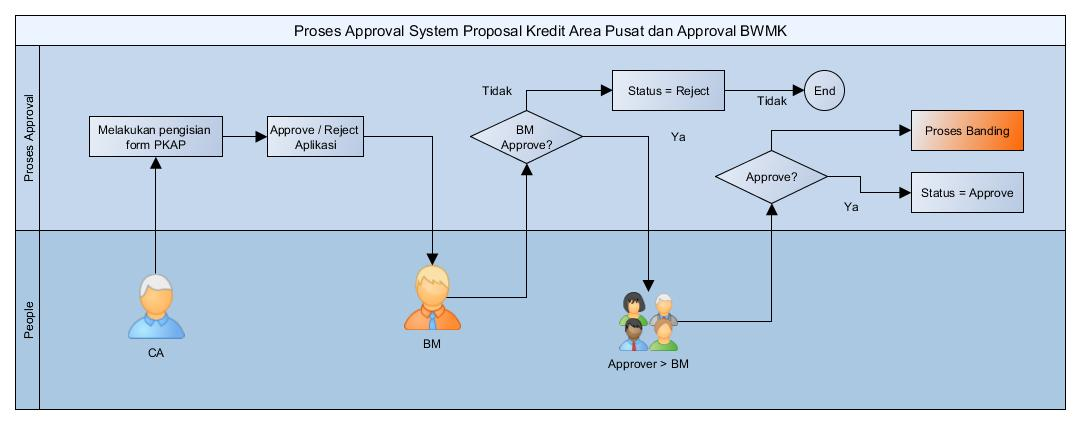 Proses Approval System Proposal Kredit Area Pusat dan Approval BWMK
Proses Approval
Melakukan pengisian
form PKAP
Approve / Reject
Aplikasi
Tidak
BM
Approve?
Status = Reject
Tidak
End
Ya
Approve?
Proses Banding
Status = Approve
Ya
People
CA
BM
Approver > BM